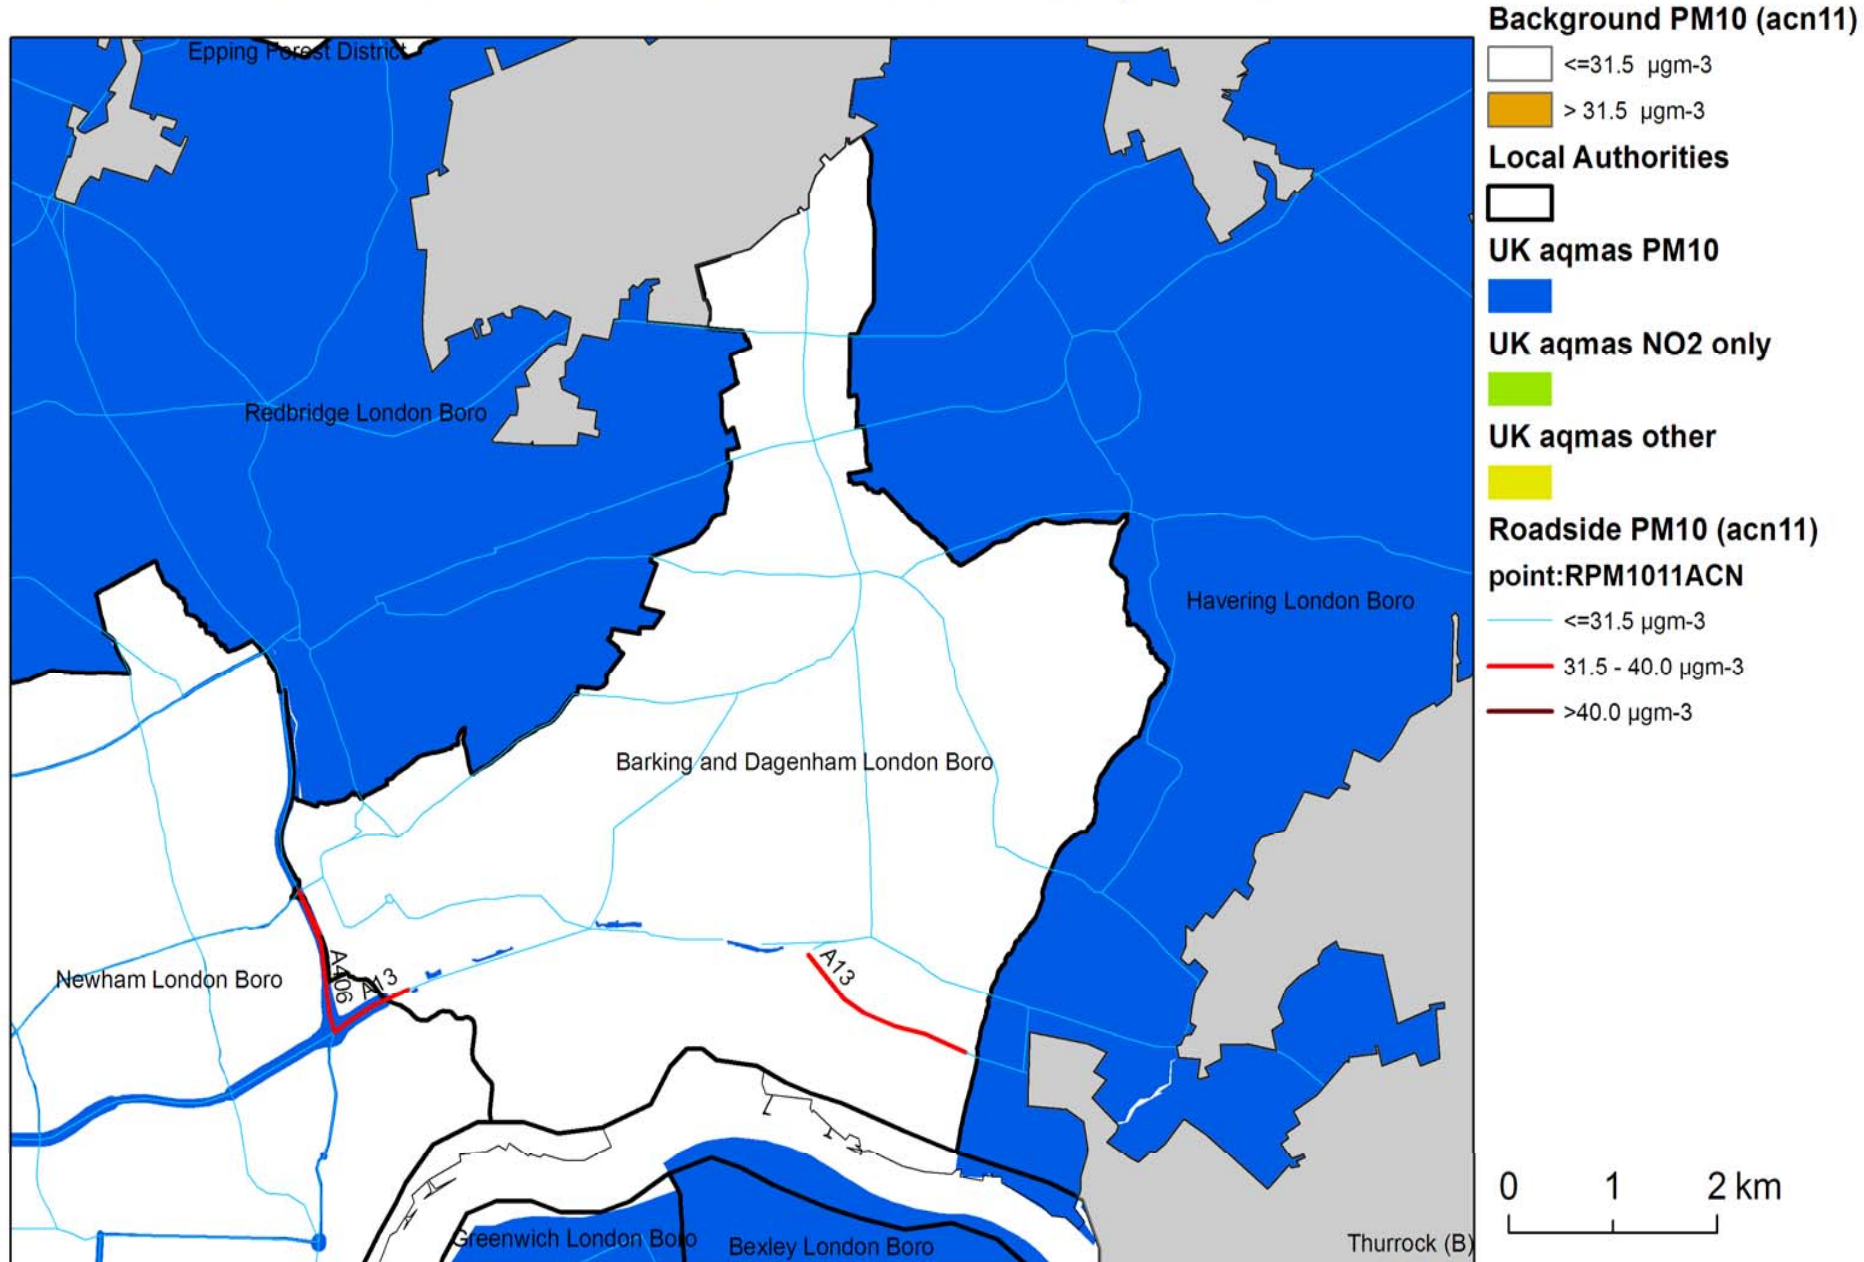 Background PM10 (acn11)
<=31.5 µgm-3
> 31.5 µgm-3
Local Authorities
UK aqmas PM10
UK aqmas NO2 only
UK aqmas other
Roadside PM10 (acn11)
point:RPM1011ACN
<=31.5 µgm-3
31.5 - 40.0 µgm-3
>40.0 µgm-3
Epping Forest District
Redbridge London Boro
Havering London Boro
Barking and Dagenham London Boro
Newham London Boro
A406
A13
A13
Greenwich London Boro
Bexley London Boro
Thurrock (B)
0 1 2 km